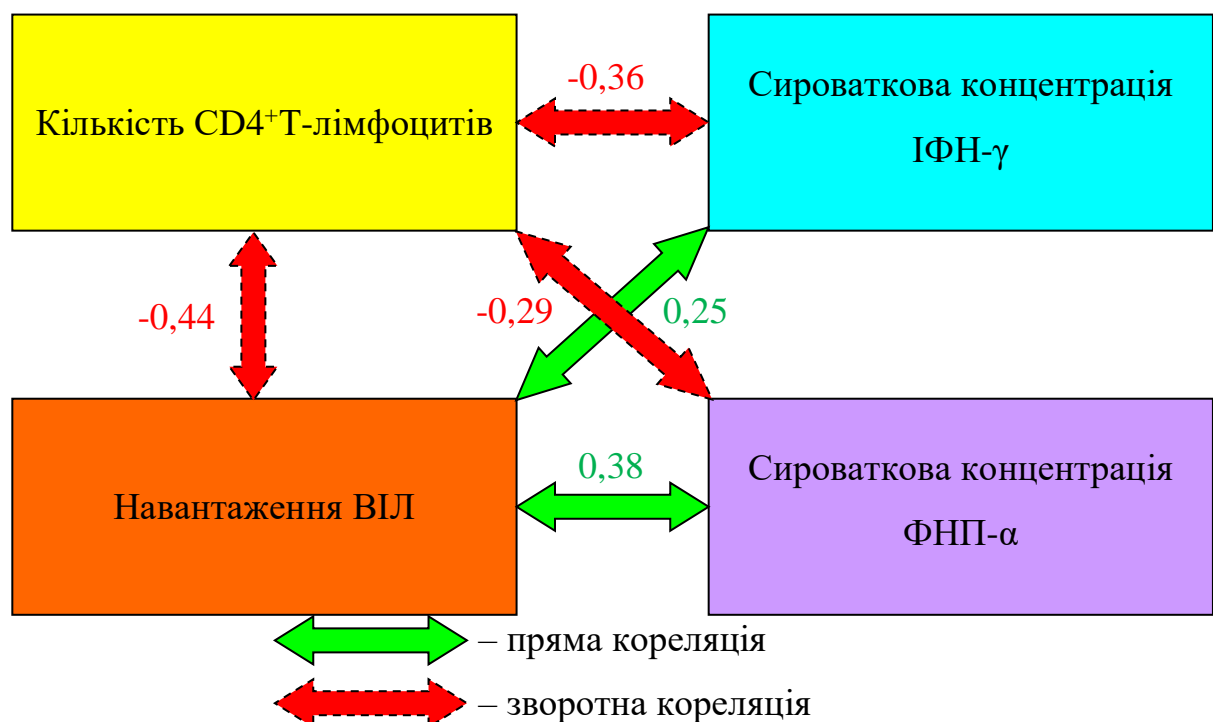 Кількість CD4⁺Т-лімфоцитів
-0,36
Сироваткова концентрація
ІФН-γ
-0,44
-0,29
0,25
Навантаження ВІЛ
0,38
Сироваткова концентрація
ФНП-α
– пряма кореляція
– зворотна кореляція